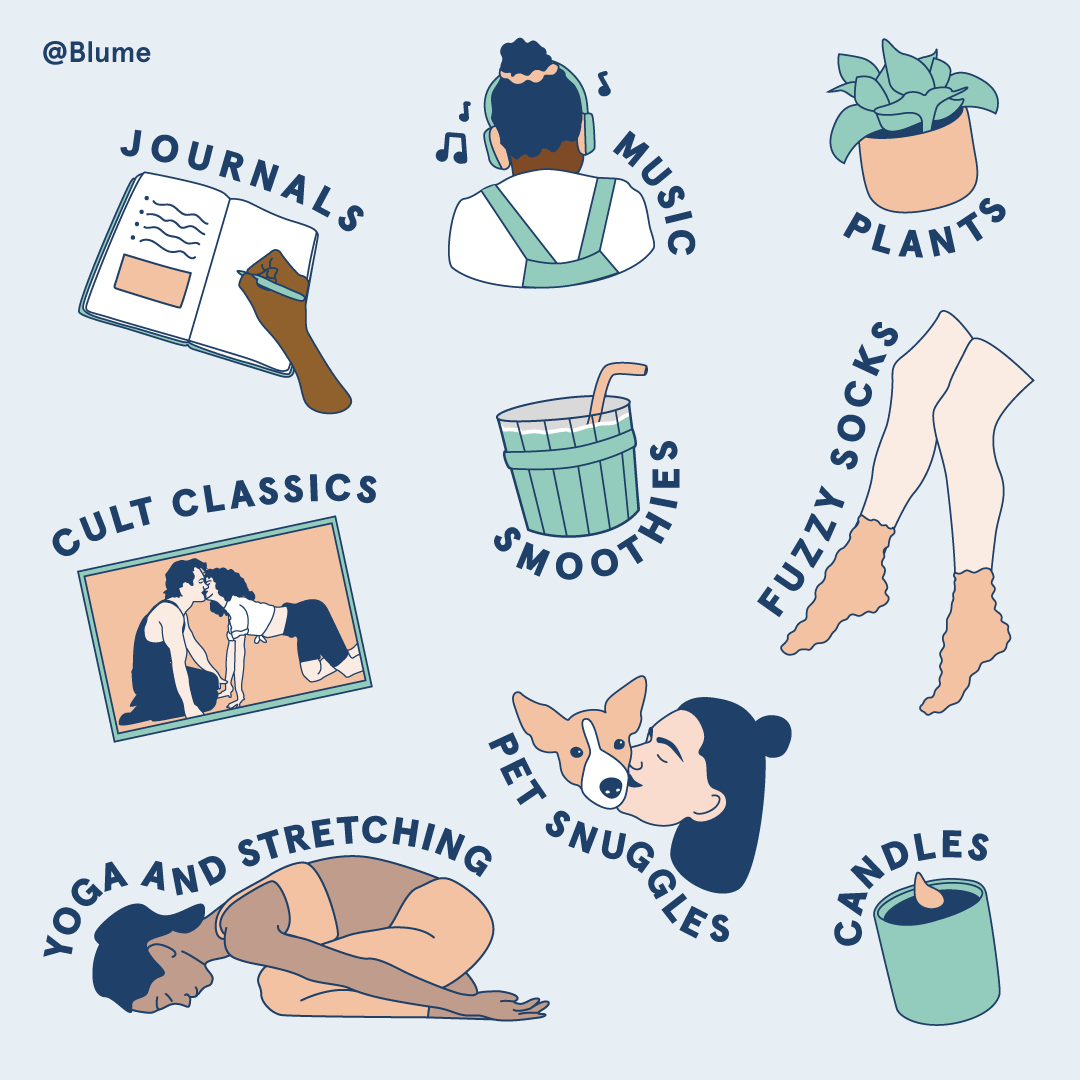 @Blume
JOURNALS
MUSIC
PLANTS
CULT CLASSICS
SMOOTHIES
FUZZY SOCKS
PET SNUGGLES
YOGA AND STRETCHING
CANDLES